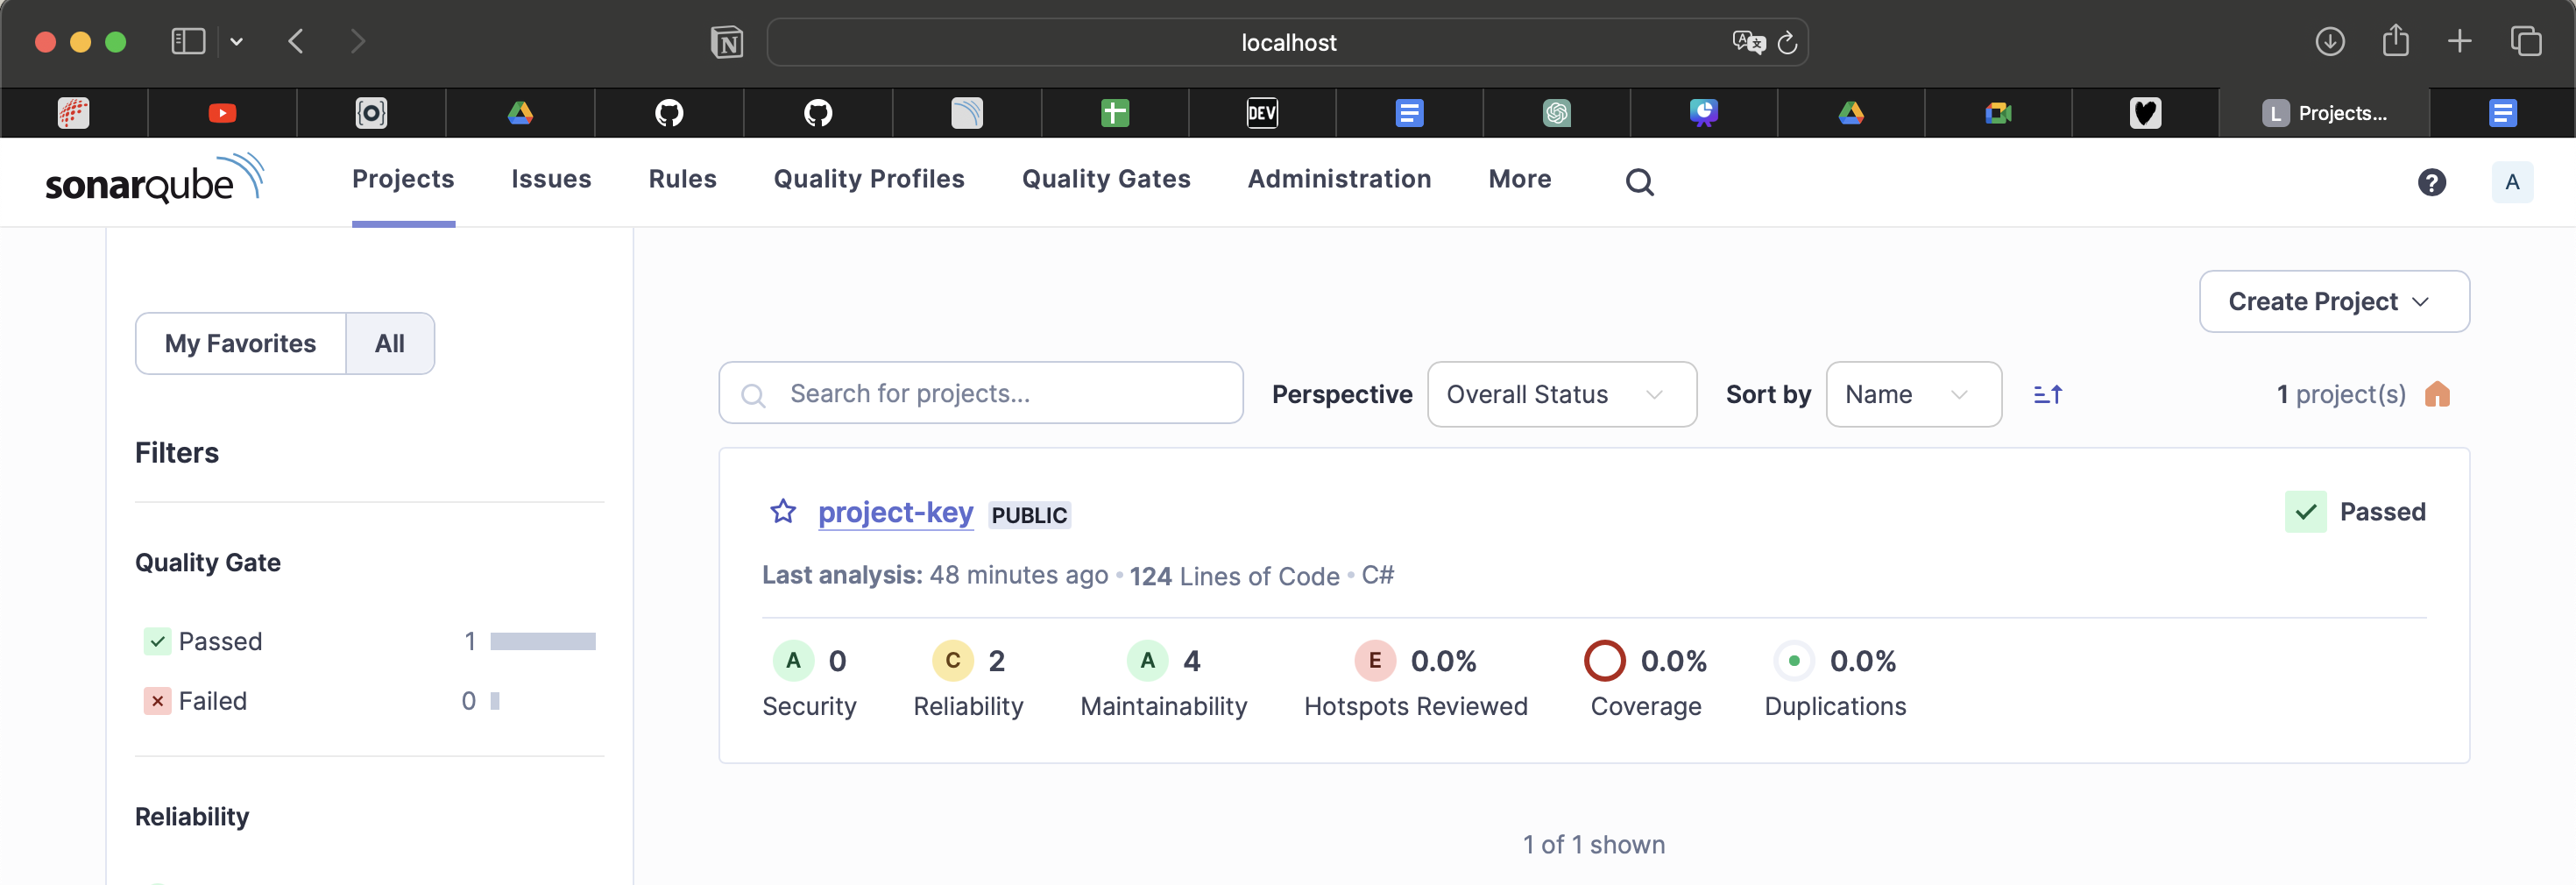 localhost
DEV
L Projects...
sonarqube
Projects
Issues
Rules
Quality Profiles
Quality Gates
Administration
More
?
A
My Favorites
All
Filters
Quality Gate
Passed 1
Failed 0
Reliability
Create Project
Search for projects...
Perspective
Overall Status
Sort by
Name
1 project(s)
project-key PUBLIC
Passed
Last analysis: 48 minutes ago • 124 Lines of Code • C#
A 0
Security
C 2
Reliability
A 4
Maintainability
E 0.0%
Hotspots Reviewed
0.0%
Coverage
0.0%
Duplications
1 of 1 shown